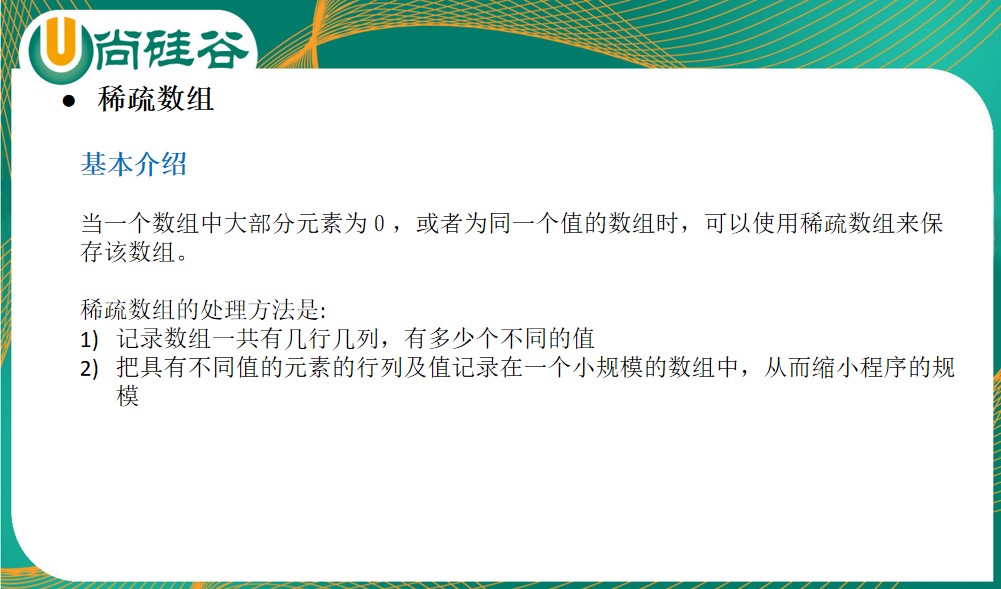 尚硅谷
● 稀疏数组
基本介绍
当一个数组中大部分元素为0，或者为同一个值的数组时，可以使用稀疏数组来保
存该数组。
稀疏数组的处理方法是:
1) 记录数组一共有几行几列，有多少个不同的值
2) 把具有不同值的元素的行列及值记录在一个小规模的数组中，从而缩小程序的规
模